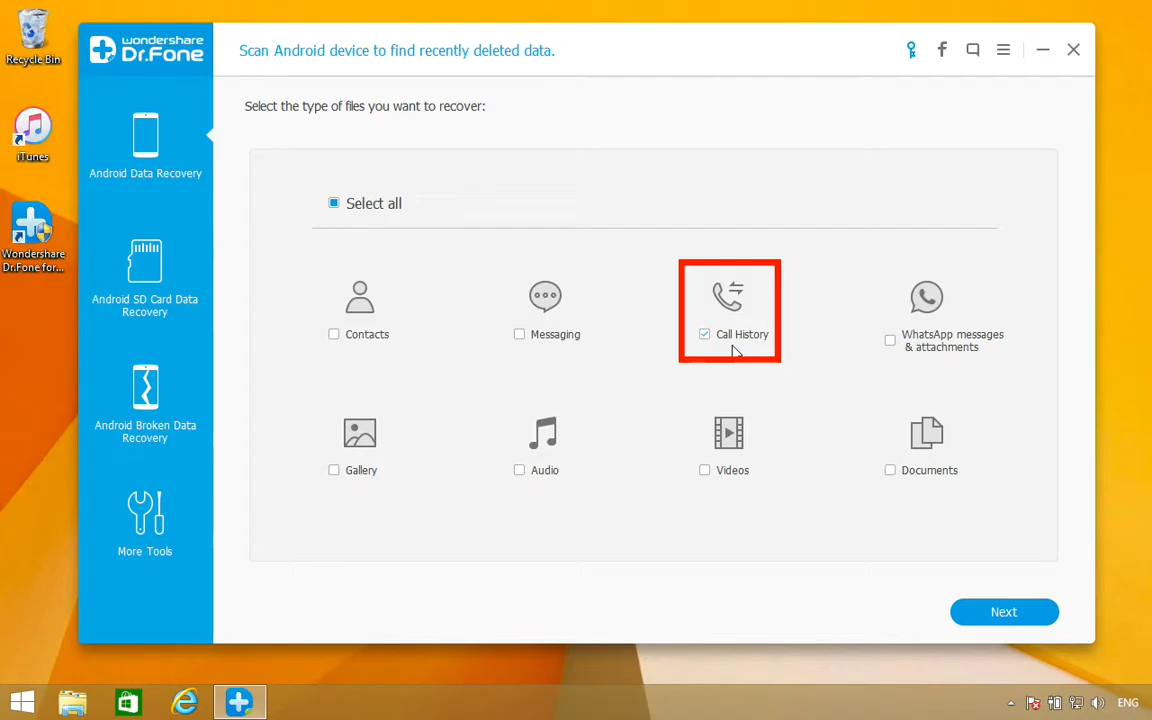 Recycle Bin
iTunes
Wondershare
Dr.Fone for...
wondershare
Dr.Fone
Scan Android device to find recently deleted data.
Android Data Recovery
Android SD Card Data
Recovery
Android Broken Data
Recovery
More Tools
Select the type of files you want to recover:
Select all
Contacts
Messaging
Call History
WhatsApp messages
& attachments
Gallery
Audio
Videos
Documents
Next
ENG